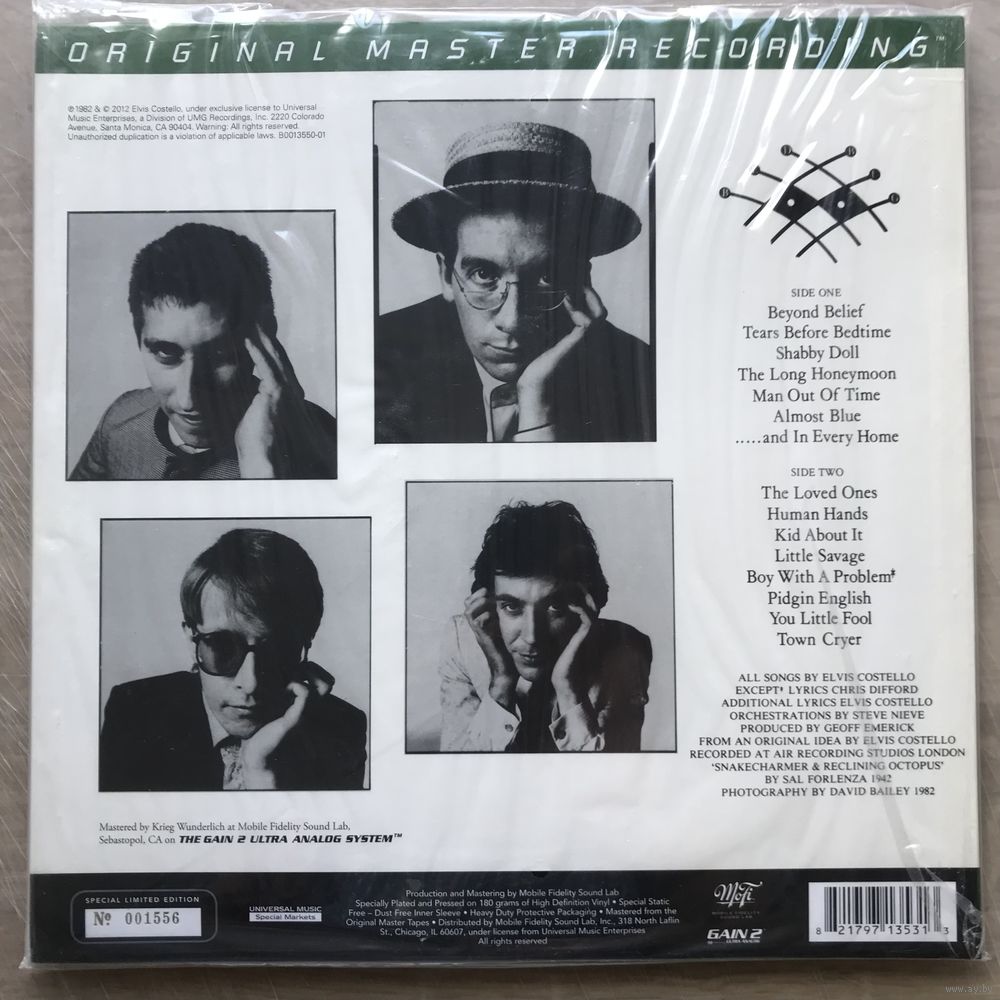 ORIGINAL MASTER RECORDING™
℗1982 & © 2012 Elvis Costello, under exclusive license to Universal
Music Enterprises, a Division of UMG Recordings, Inc. 2220 Colorado
Avenue, Santa Monica, CA 90404. Warning: All rights reserved.
Unauthorized duplication is a violation of applicable laws. B0013550-01
SIDE ONE
Beyond Belief
Tears Before Bedtime
Shabby Doll
The Long Honeymoon
Man Out Of Time
Almost Blue
.....and In Every Home
SIDE TWO
The Loved Ones
Human Hands
Kid About It
Little Savage
Boy With A Problem‡
Pidgin English
You Little Fool
Town Cryer
ALL SONGS BY ELVIS COSTELLO
EXCEPT‡ LYRICS CHRIS DIFFORD
ADDITIONAL LYRICS ELVIS COSTELLO
ORCHESTRATIONS BY STEVE NIEVE
PRODUCED BY GEOFF EMERICK
FROM AN ORIGINAL IDEA BY ELVIS COSTELLO
RECORDED AT AIR RECORDING STUDIOS LONDON
'SNAKECHARMER & RECLINING OCTOPUS'
BY SAL FORLENZA 1942
PHOTOGRAPHY BY DAVID BAILEY 1982
Mastered by Krieg Wunderlich at Mobile Fidelity Sound Lab,
Sebastopol, CA on THE GAIN 2 ULTRA ANALOG SYSTEM™
SPECIAL LIMITED EDITION
Nº 001556
UNIVERSAL MUSIC
Special Markets
Production and Mastering by Mobile Fidelity Sound Lab
Specially Plated and Pressed on 180 grams of High Definition Vinyl • Special Static
Free – Dust Free Inner Sleeve • Heavy Duty Protective Packaging • Mastered from the
Original Master Tapes • Distributed by Mobile Fidelity Sound Lab, Inc., 318 North Laflin
St., Chicago, IL 60607, under license from Universal Music Enterprises
All rights reserved
MoFi
MOBILE FIDELITY
SOUND LAB
GAIN 2™
ULTRA ANALOG
8 21797 13531 3
www.ay.by